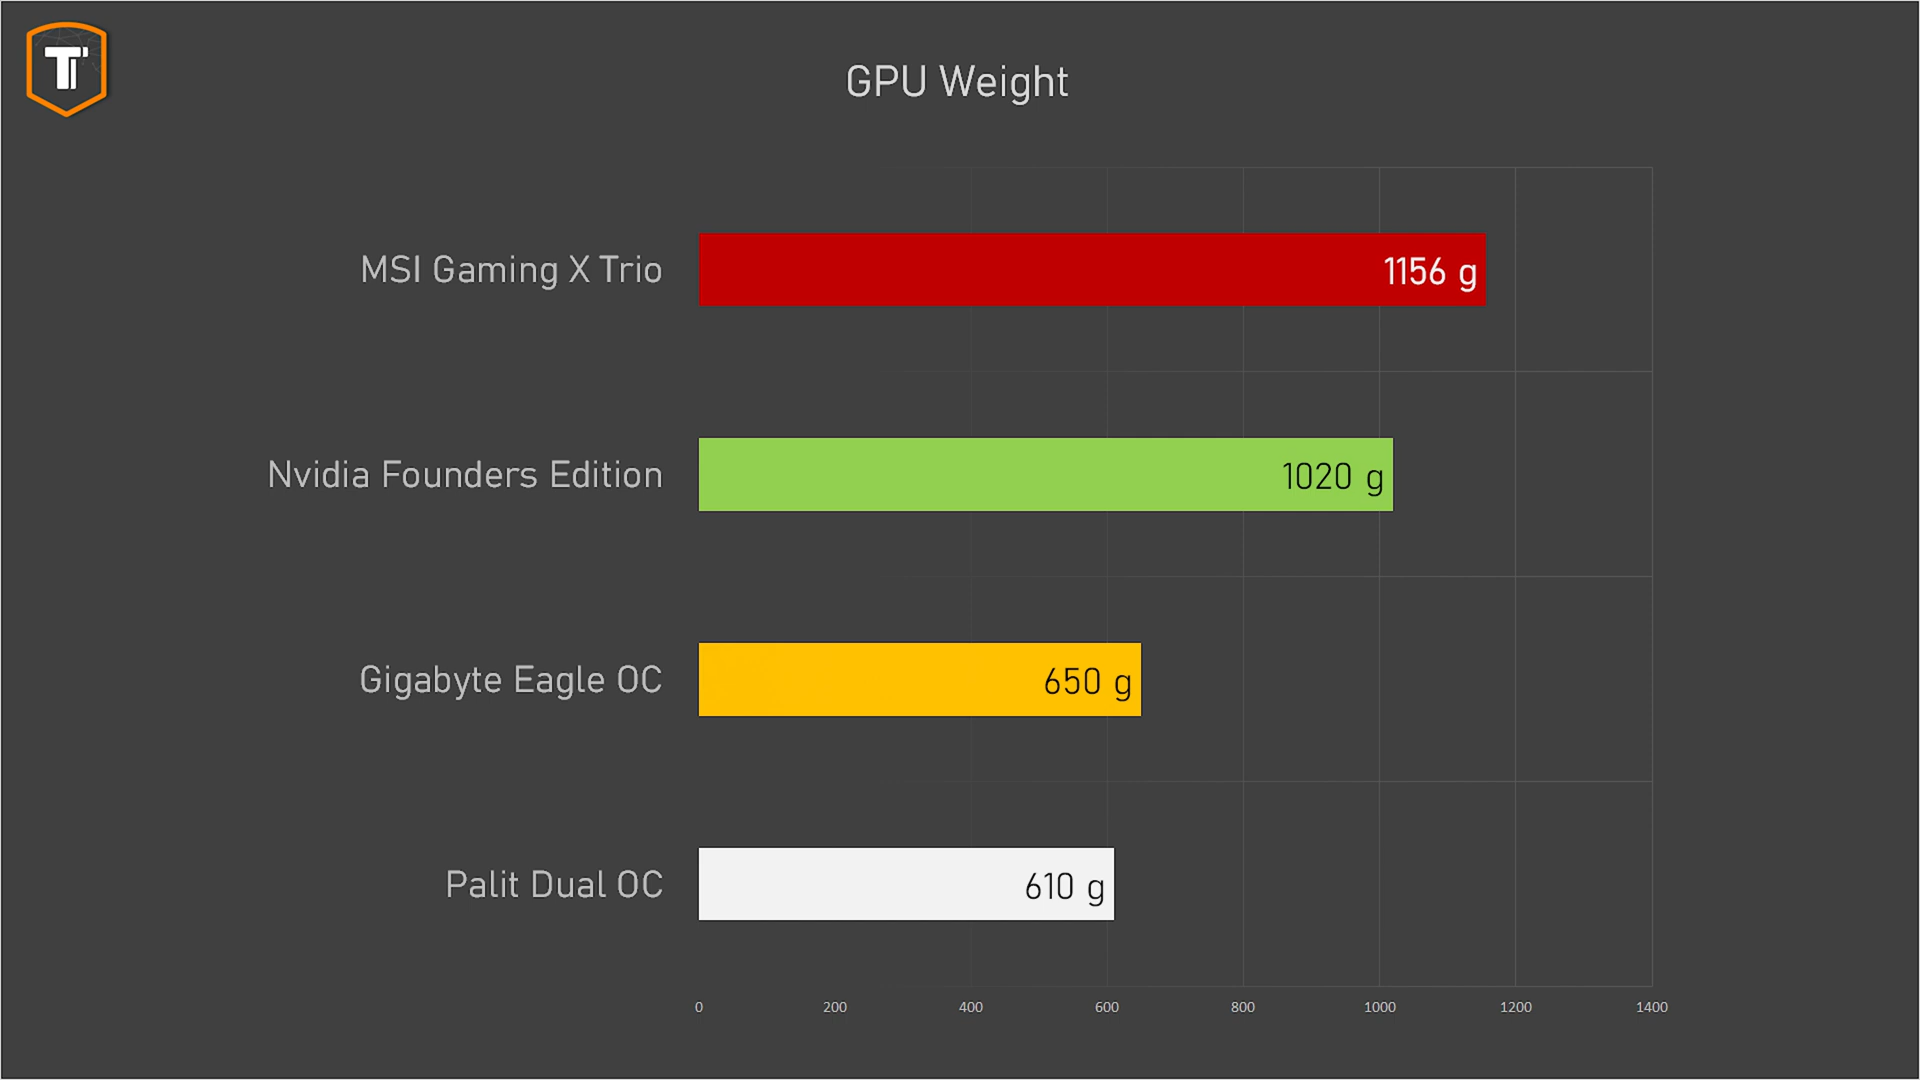 GPU Weight
MSI Gaming X Trio
1156 g
Nvidia Founders Edition
1020 g
Gigabyte Eagle OC
650 g
Palit Dual OC
610 g
0 200 400 600 800 1000 1200 1400